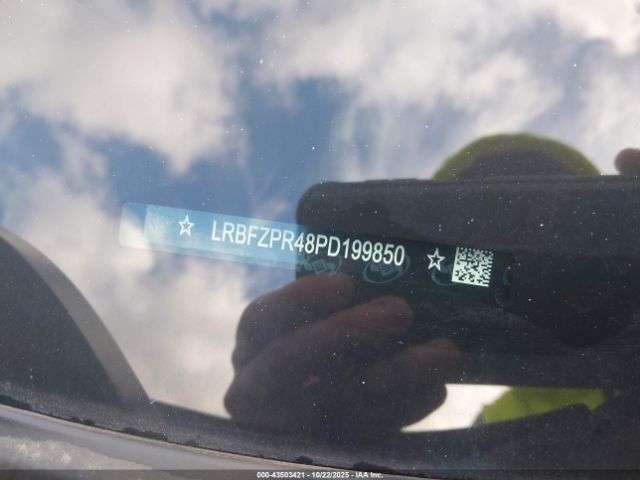 ☆ LRBFZPR48PD199850 ☆
000-43503421 - 10/22/2025 - IAA Inc.